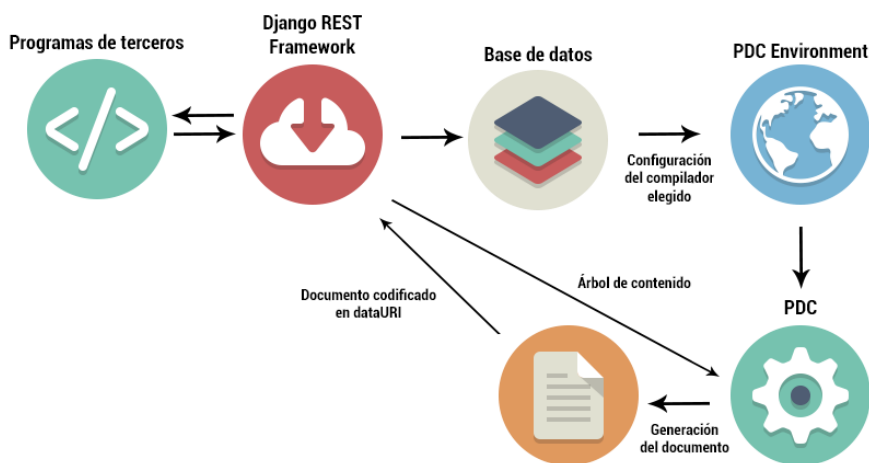 Programas de terceros
Django REST
Framework
Base de datos
PDC Environment
Configuración
del compilador
elegido
Documento codificado
en dataURI
Árbol de contenido
PDC
Generación
del documento